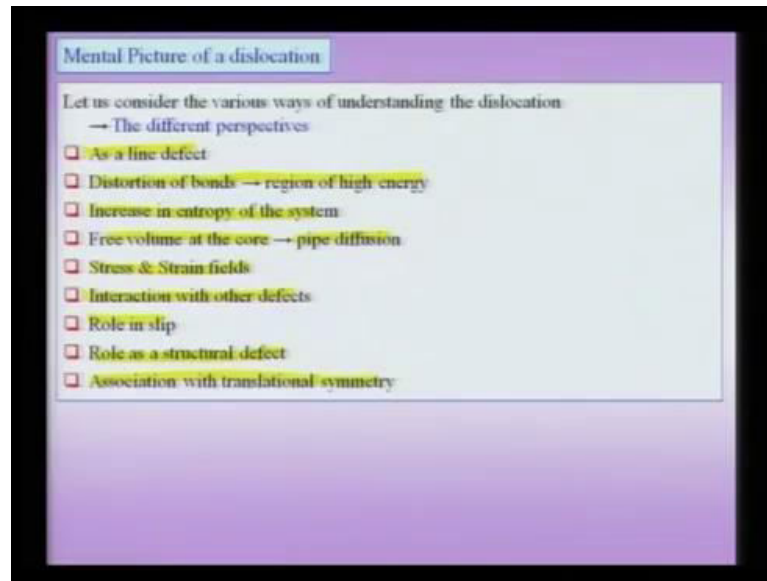 Mental Picture of a dislocation
Let us consider the various ways of understanding the dislocation
→ The different perspectives
❑ As a line defect
❑ Distortion of bonds → region of high energy
❑ Increase in entropy of the system
❑ Free volume at the core → pipe diffusion
❑ Stress & Strain fields
❑ Interaction with other defects
❑ Role in slip
❑ Role as a structural defect
❑ Association with translational symmetry